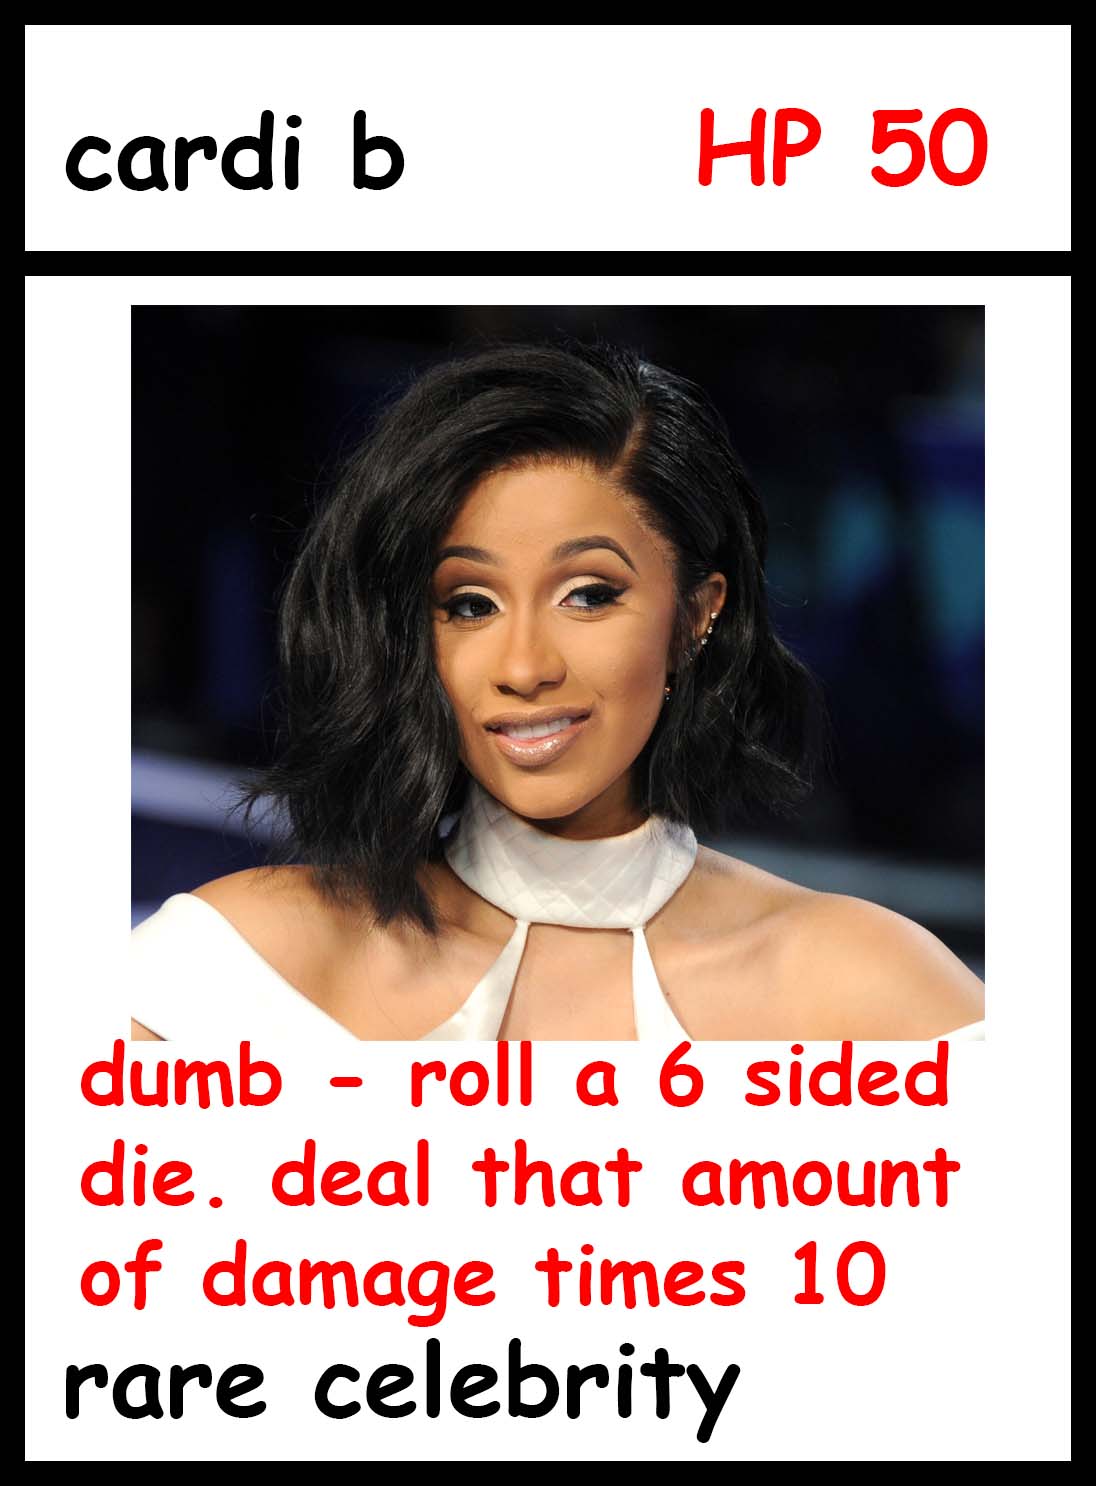 cardi b HP 50
dumb - roll a 6 sided
die. deal that amount
of damage times 10
rare celebrity